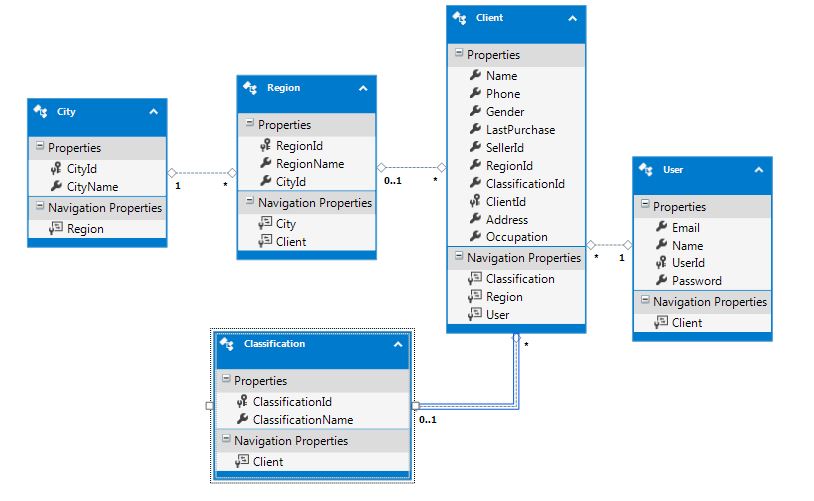 City
Properties
CityId
CityName
Navigation Properties
Region
1
*
Region
Properties
RegionId
RegionName
CityId
Navigation Properties
City
Client
0..1
*
Client
Properties
Name
Phone
Gender
LastPurchase
SellerId
RegionId
ClassificationId
ClientId
Address
Occupation
Navigation Properties
Classification
Region
User
*
1
User
Properties
Email
Name
UserId
Password
Navigation Properties
Client
Classification
Properties
ClassificationId
ClassificationName
Navigation Properties
Client
0..1
*